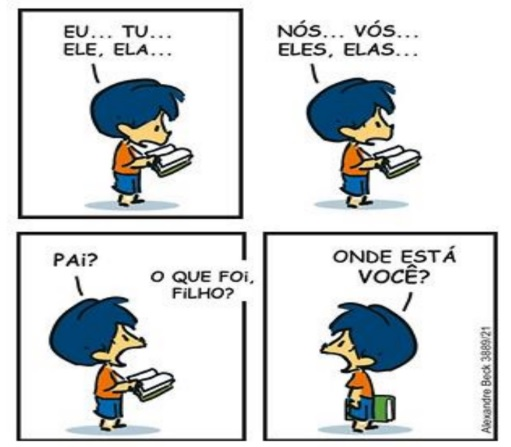 EU... TU...
ELE, ELA...
NÓS... VÓS...
ELES, ELAS...
PAi?
O QUE FOi,
FiLHO?
ONDE ESTÁ
VOCÊ?
Alexandre Beck 3889/21